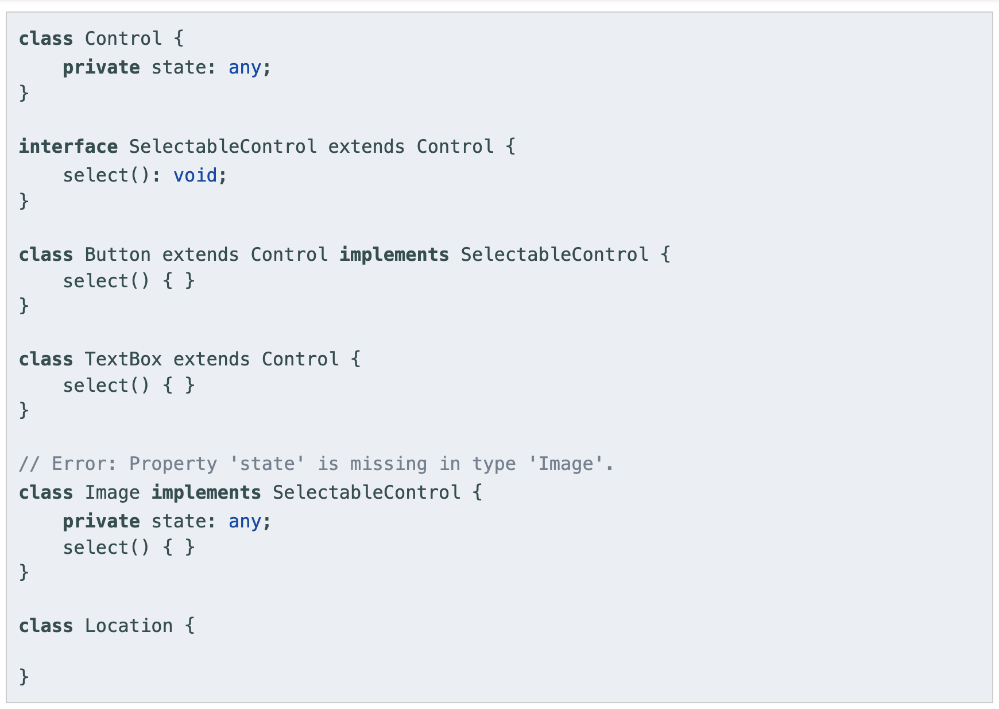 class Control {
    private state: any;
}

interface SelectableControl extends Control {
    select(): void;
}

class Button extends Control implements SelectableControl {
    select() { }
}

class TextBox extends Control {
    select() { }
}

// Error: Property 'state' is missing in type 'Image'.
class Image implements SelectableControl {
    private state: any;
    select() { }
}

class Location {

}